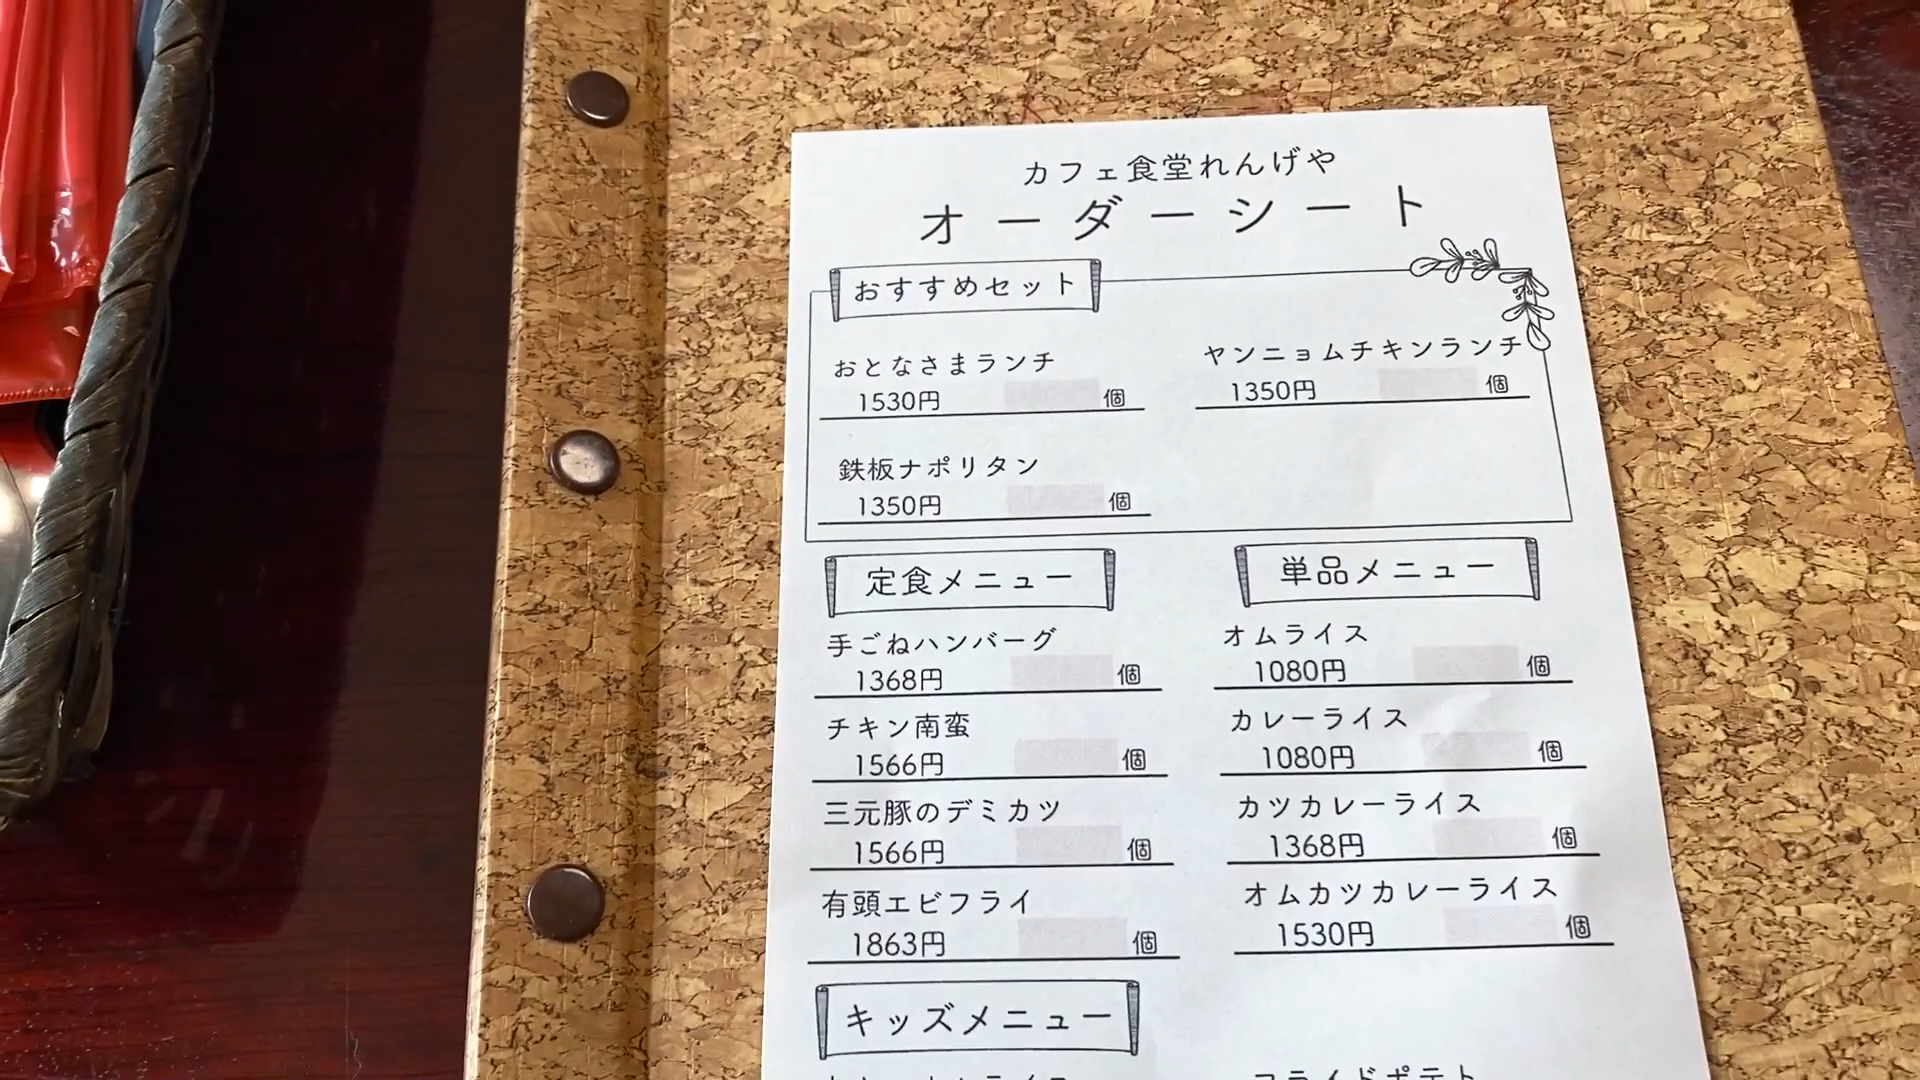 カフェ食堂れんげや
オーダーシート
おすすめセット
おとなさまランチ
1530円 個
ヤンニョムチキンランチ
1350円 個
鉄板ナポリタン
1350円 個
定食メニュー
手ごねハンバーグ
1368円 個
チキン南蛮
1566円 個
三元豚のデミカツ
1566円 個
有頭エビフライ
1863円 個
単品メニュー
オムライス
1080円 個
カレーライス
1080円 個
カツカレーライス
1368円 個
オムカツカレーライス
1530円 個
キッズメニュー
フライドポテト